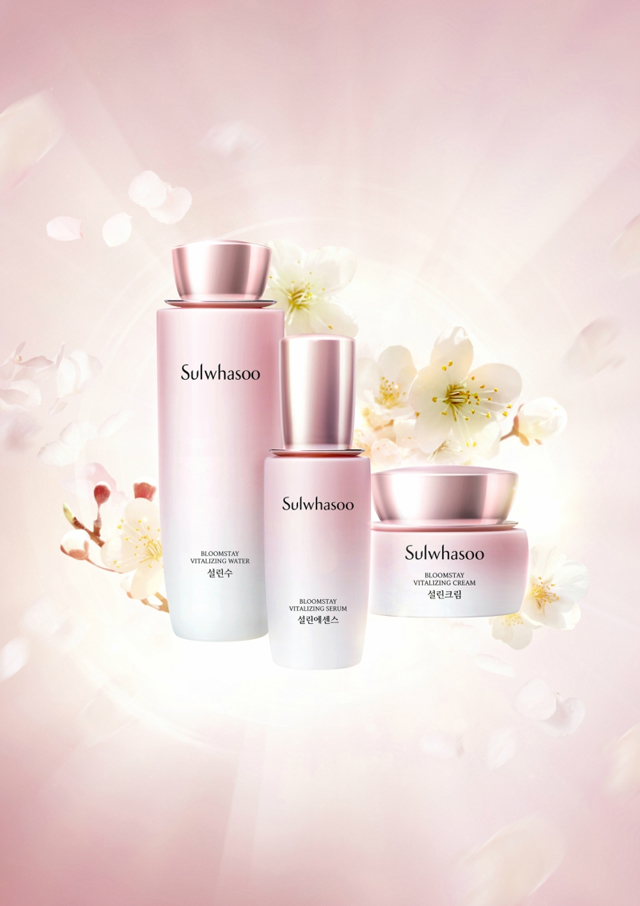 Sulwhasoo
BLOOMSTAY
VITALIZING WATER
설린수
Sulwhasoo
BLOOMSTAY
VITALIZING SERUM
설린에센스
Sulwhasoo
BLOOMSTAY
VITALIZING CREAM
설린크림